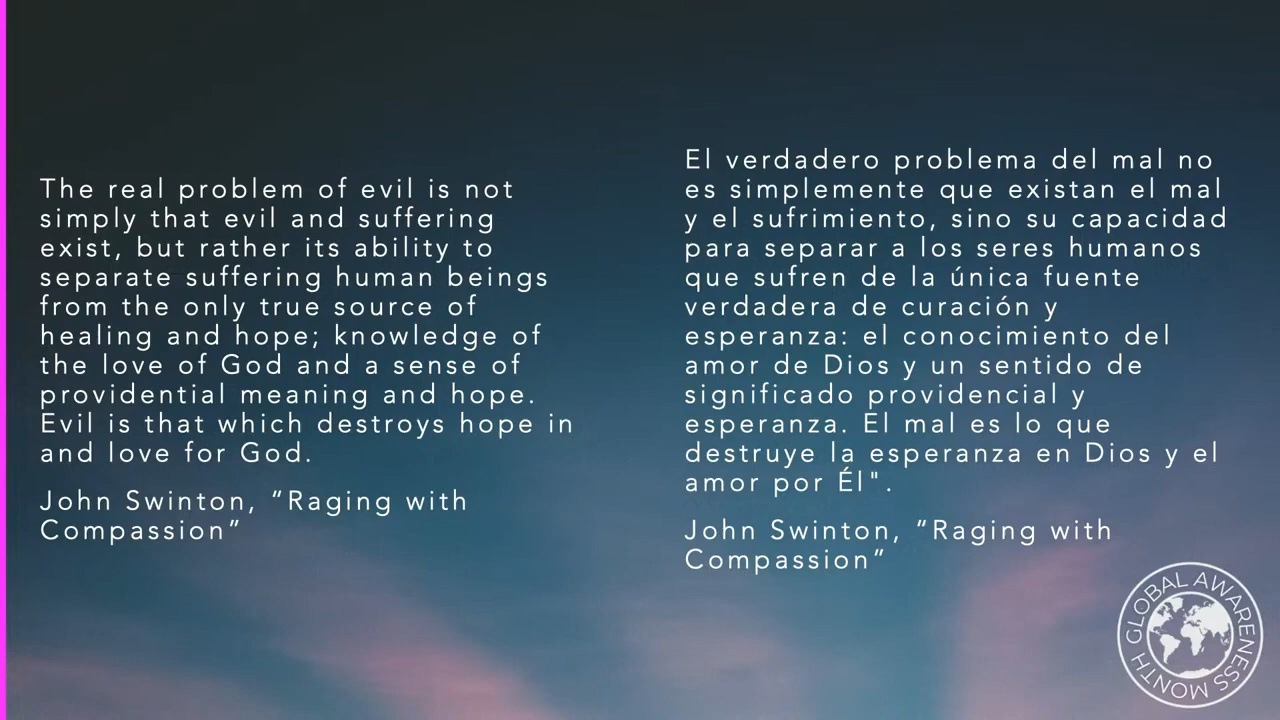 The real problem of evil is not
simply that evil and suffering
exist, but rather its ability to
separate suffering human beings
from the only true source of
healing and hope; knowledge of
the love of God and a sense of
providential meaning and hope.
Evil is that which destroys hope in
and love for God.
John Swinton, “Raging with
Compassion”
El verdadero problema del mal no
es simplemente que existan el mal
y el sufrimiento, sino su capacidad
para separar a los seres humanos
que sufren de la única fuente
verdadera de curación y
esperanza: el conocimiento del
amor de Dios y un sentido de
significado providencial y
esperanza. El mal es lo que
destruye la esperanza en Dios y el
amor por Él".
John Swinton, “Raging with
Compassion”
GLOBAL AWARENESS MONTH